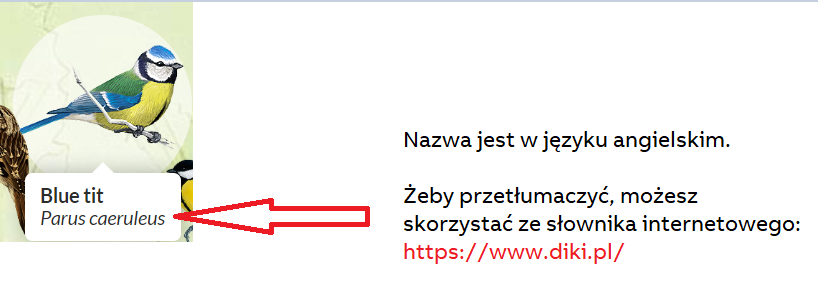 Blue tit
Parus caeruleus
Nazwa jest w języku angielskim.
Żeby przetłumaczyć, możesz
skorzystać ze słownika internetowego:
https://www.diki.pl/